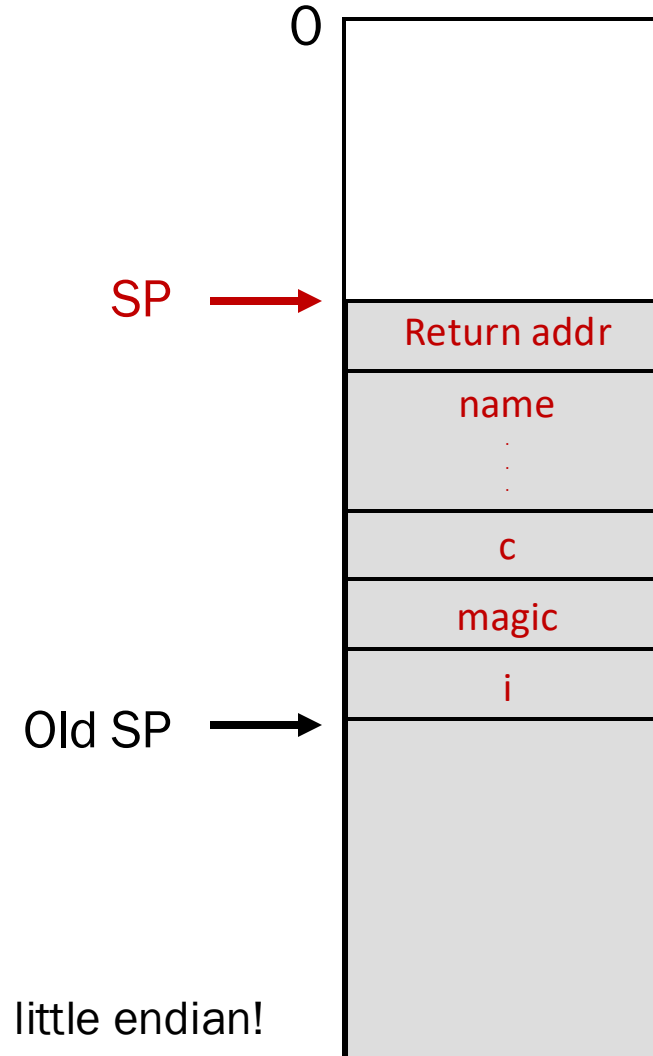 0
SP
Return addr
name
.
.
.
c
magic
i
Old SP
little endian!